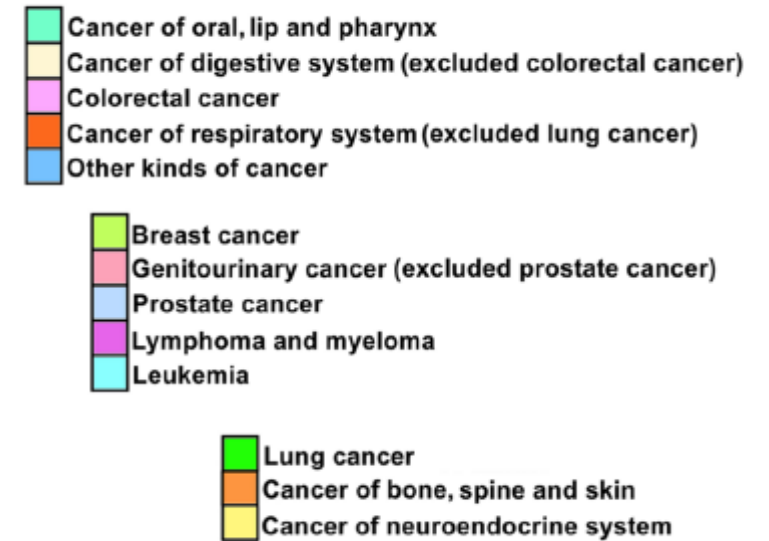 Cancer of oral, lip and pharynx
Cancer of digestive system (excluded colorectal cancer)
Colorectal cancer
Cancer of respiratory system (excluded lung cancer)
Other kinds of cancer
Breast cancer
Genitourinary cancer (excluded prostate cancer)
Prostate cancer
Lymphoma and myeloma
Leukemia
Lung cancer
Cancer of bone, spine and skin
Cancer of neuroendocrine system